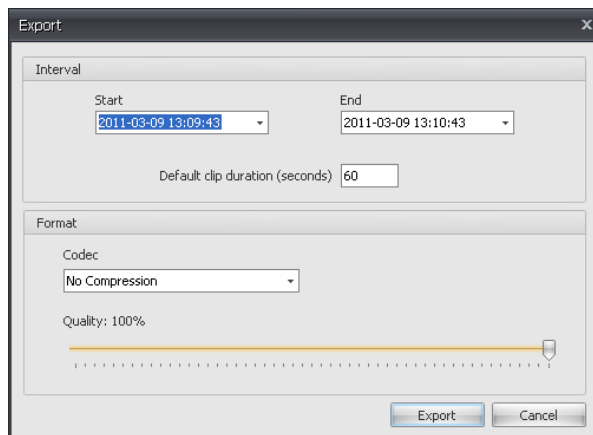 Export
Interval
Start End
2011-03-09 13:09:43 2011-03-09 13:10:43
Default clip duration (seconds) 60
Format
Codec
No Compression
Quality: 100%
Export Cancel